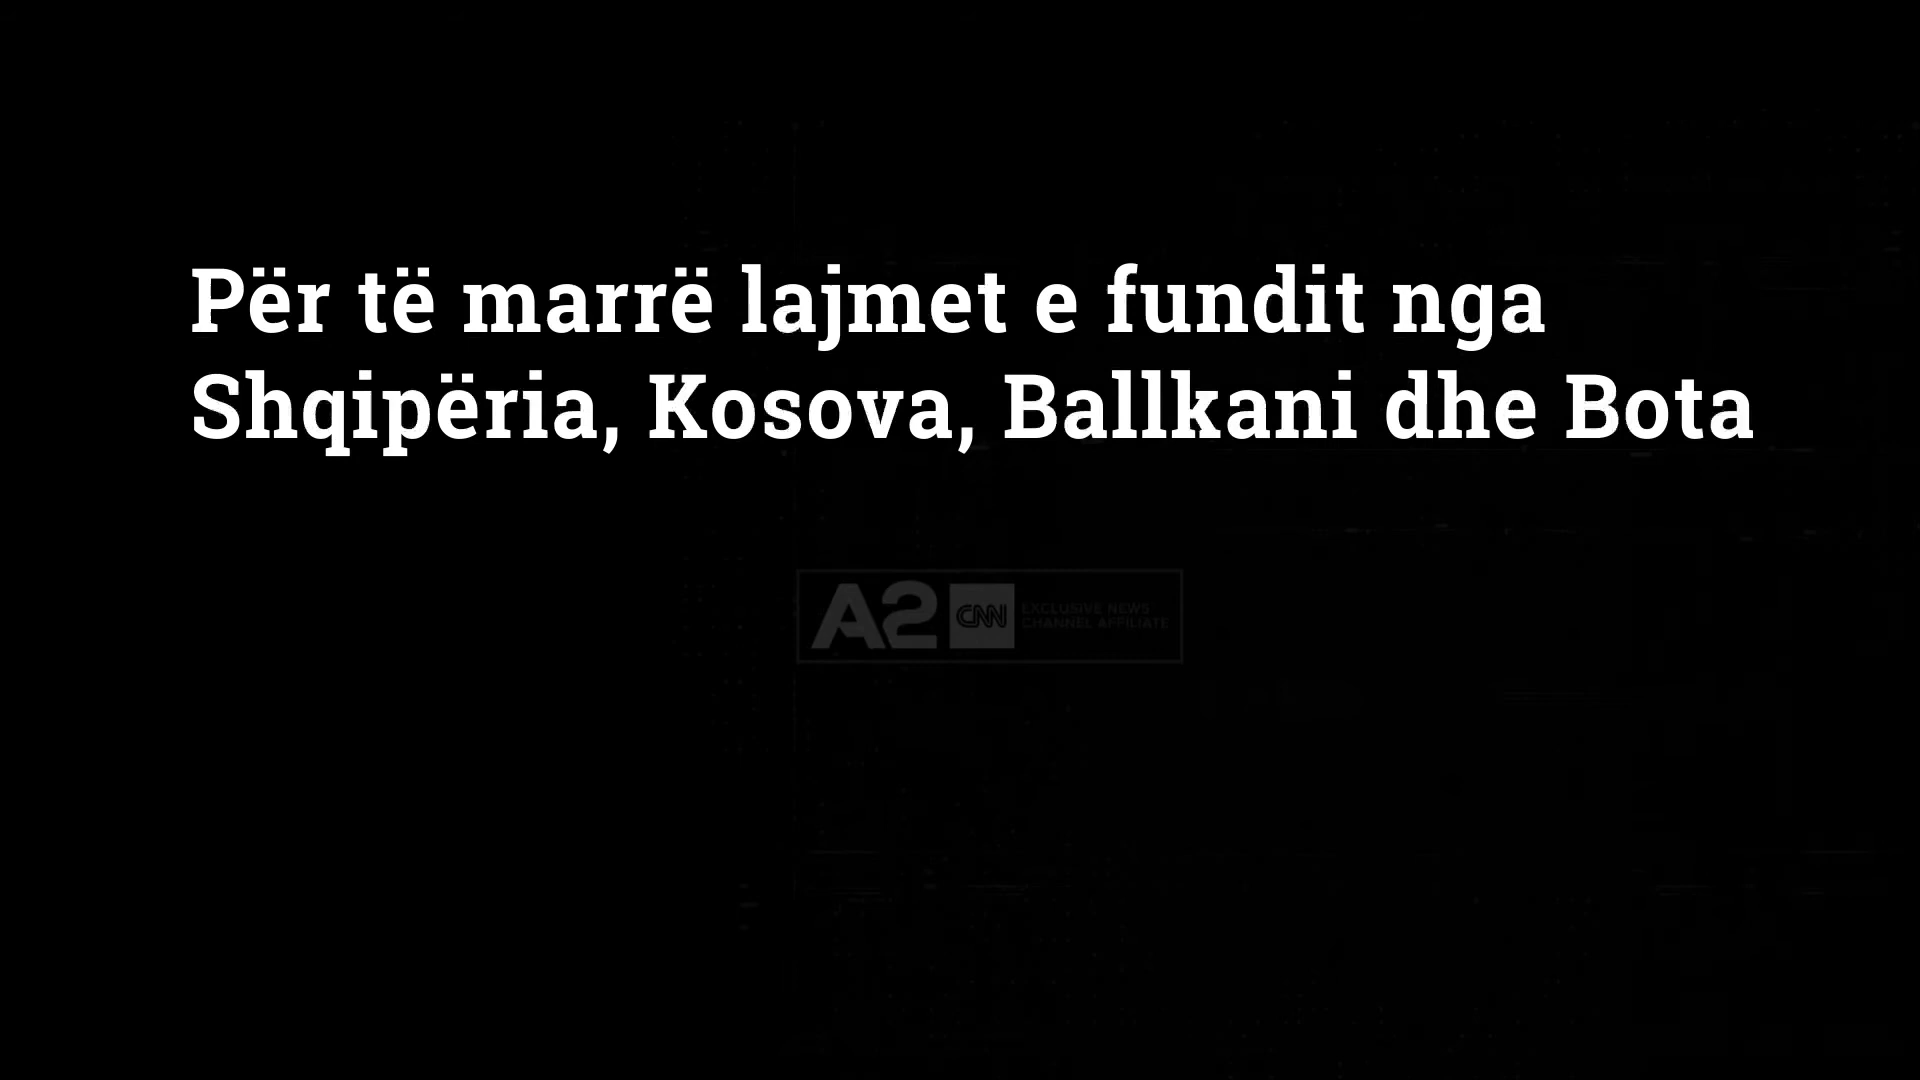 Për të marrë lajmet e fundit nga
Shqipëria, Kosova, Ballkani dhe Bota
A2 CNN EXCLUSIVE NEWS
CHANNEL AFFILIATE